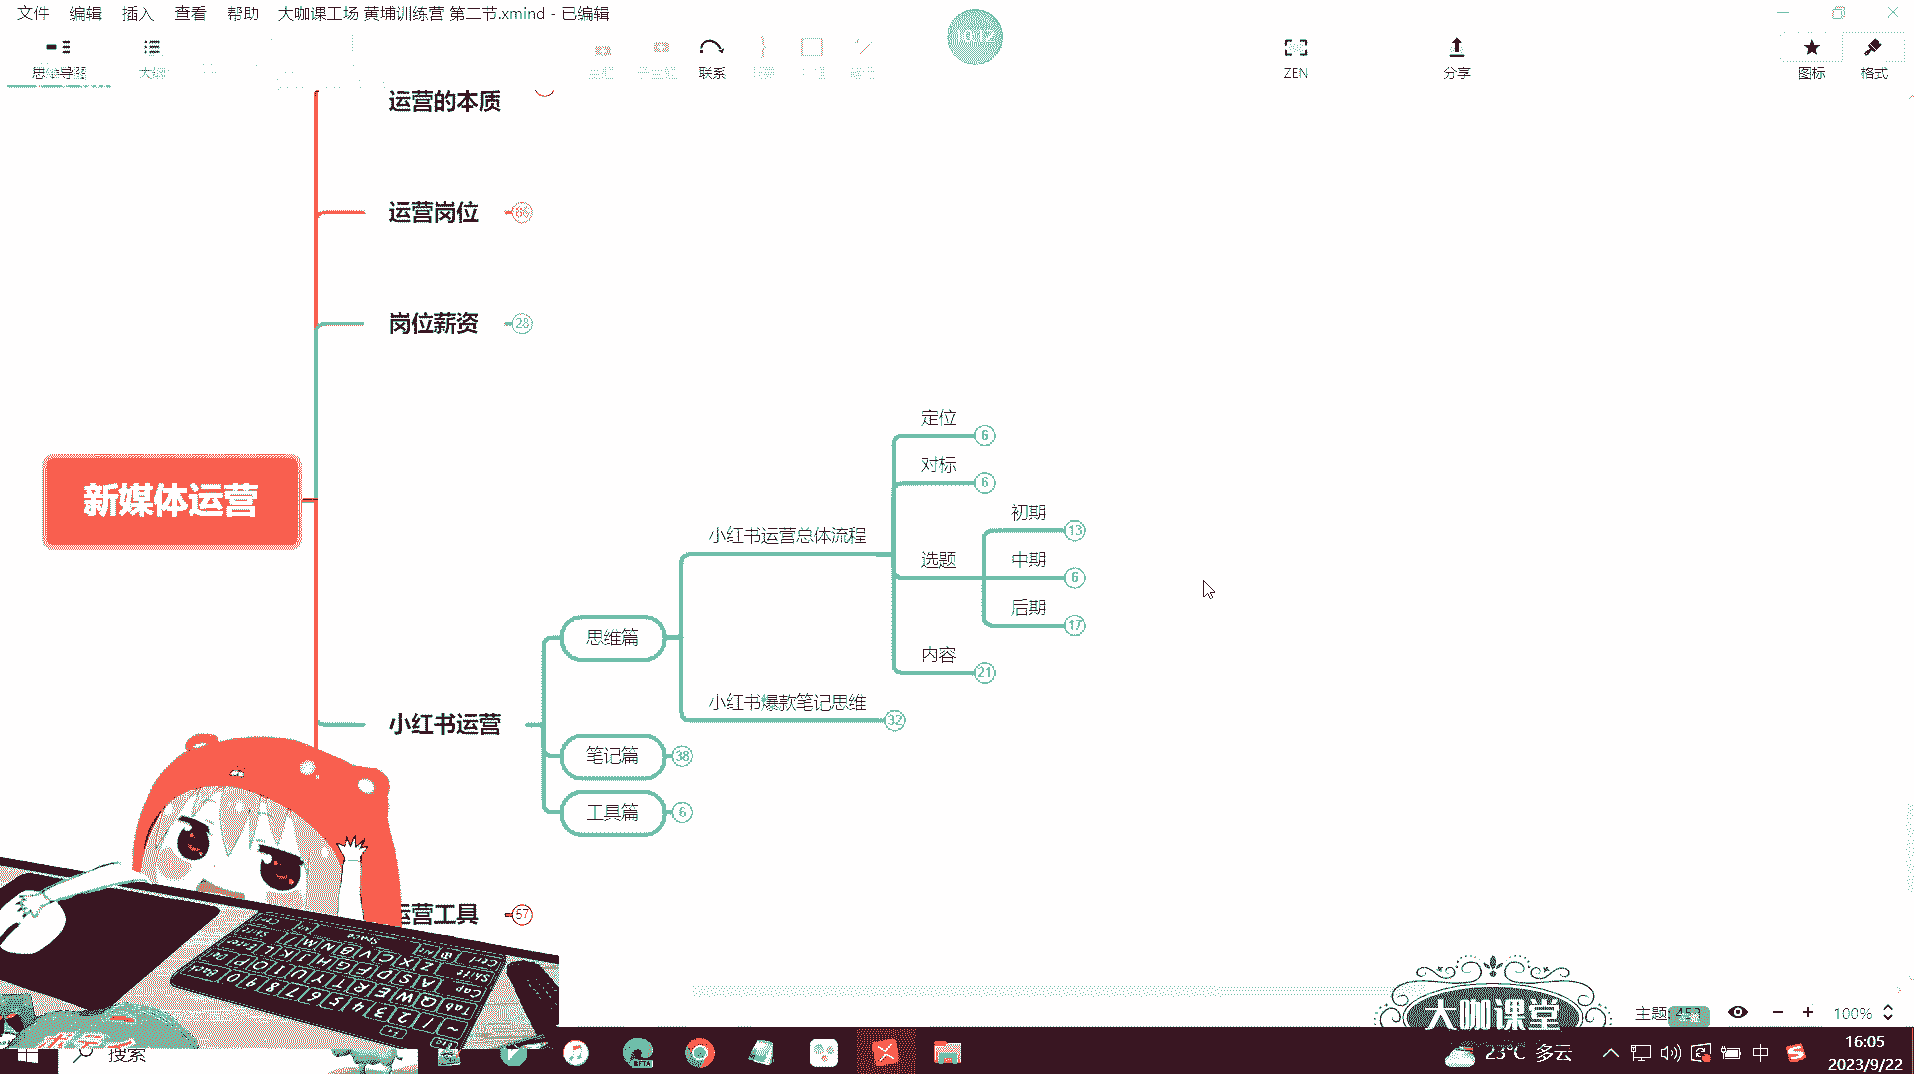 文件 编辑 插入 查看 帮助 大咖课工场 黄埔训练营 第二节.xmind - 已编辑
10:12
思维导图 大纲 联系 ZEN 分享 图标 格式
运营的本质
运营岗位
岗位薪资 28
定位 6
对标 6
初期 13
小红书运营总体流程
选题 中期 6
后期 17
新媒体运营
思维篇
内容 21
小红书爆款笔记思维 32
小红书运营
笔记篇 38
工具篇 6
运营工具 57
大咖课堂
主题: 100%
搜索
23°C 多云
中
16:05
2023/9/22